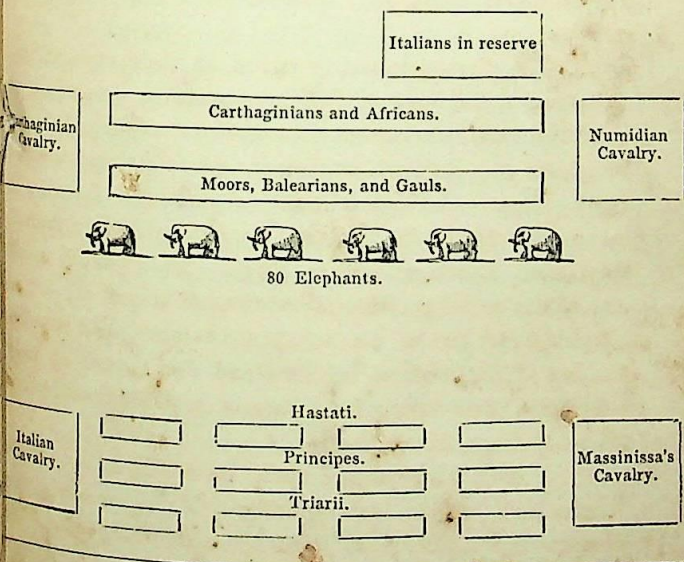 Italians in reserve
Carthaginians and Africans.
Cavalry.
Numidian
Cavalry.
Moors, Balearians, and Gauls.
80 Elephants.
Hastati.
Italian
Cavalry.
Principes.
Massinissa's
Cavalry.
Triarii.